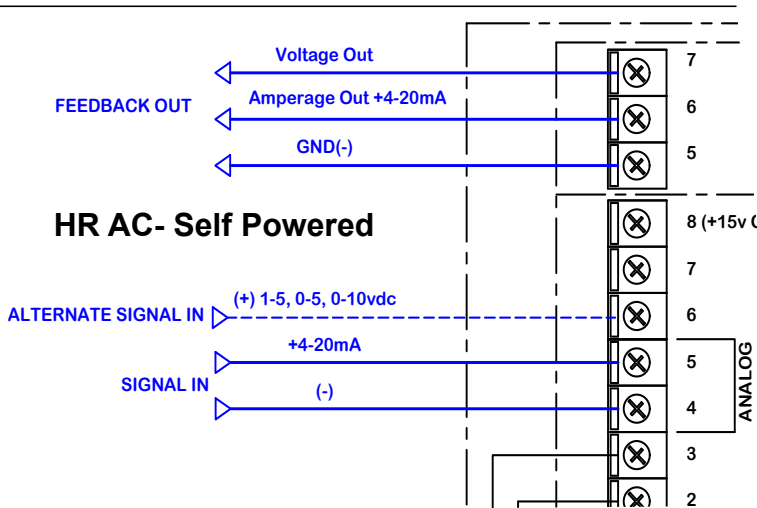 Voltage Out
7
FEEDBACK OUT
Amperage Out +4-20mA
6
GND(-)
5
HR AC- Self Powered
8 (+15v
7
(+) 1-5, 0-5, 0-10vdc
ALTERNATE SIGNAL IN
6
+4-20mA
5
ANALOG
SIGNAL IN
(-)
4
3
2